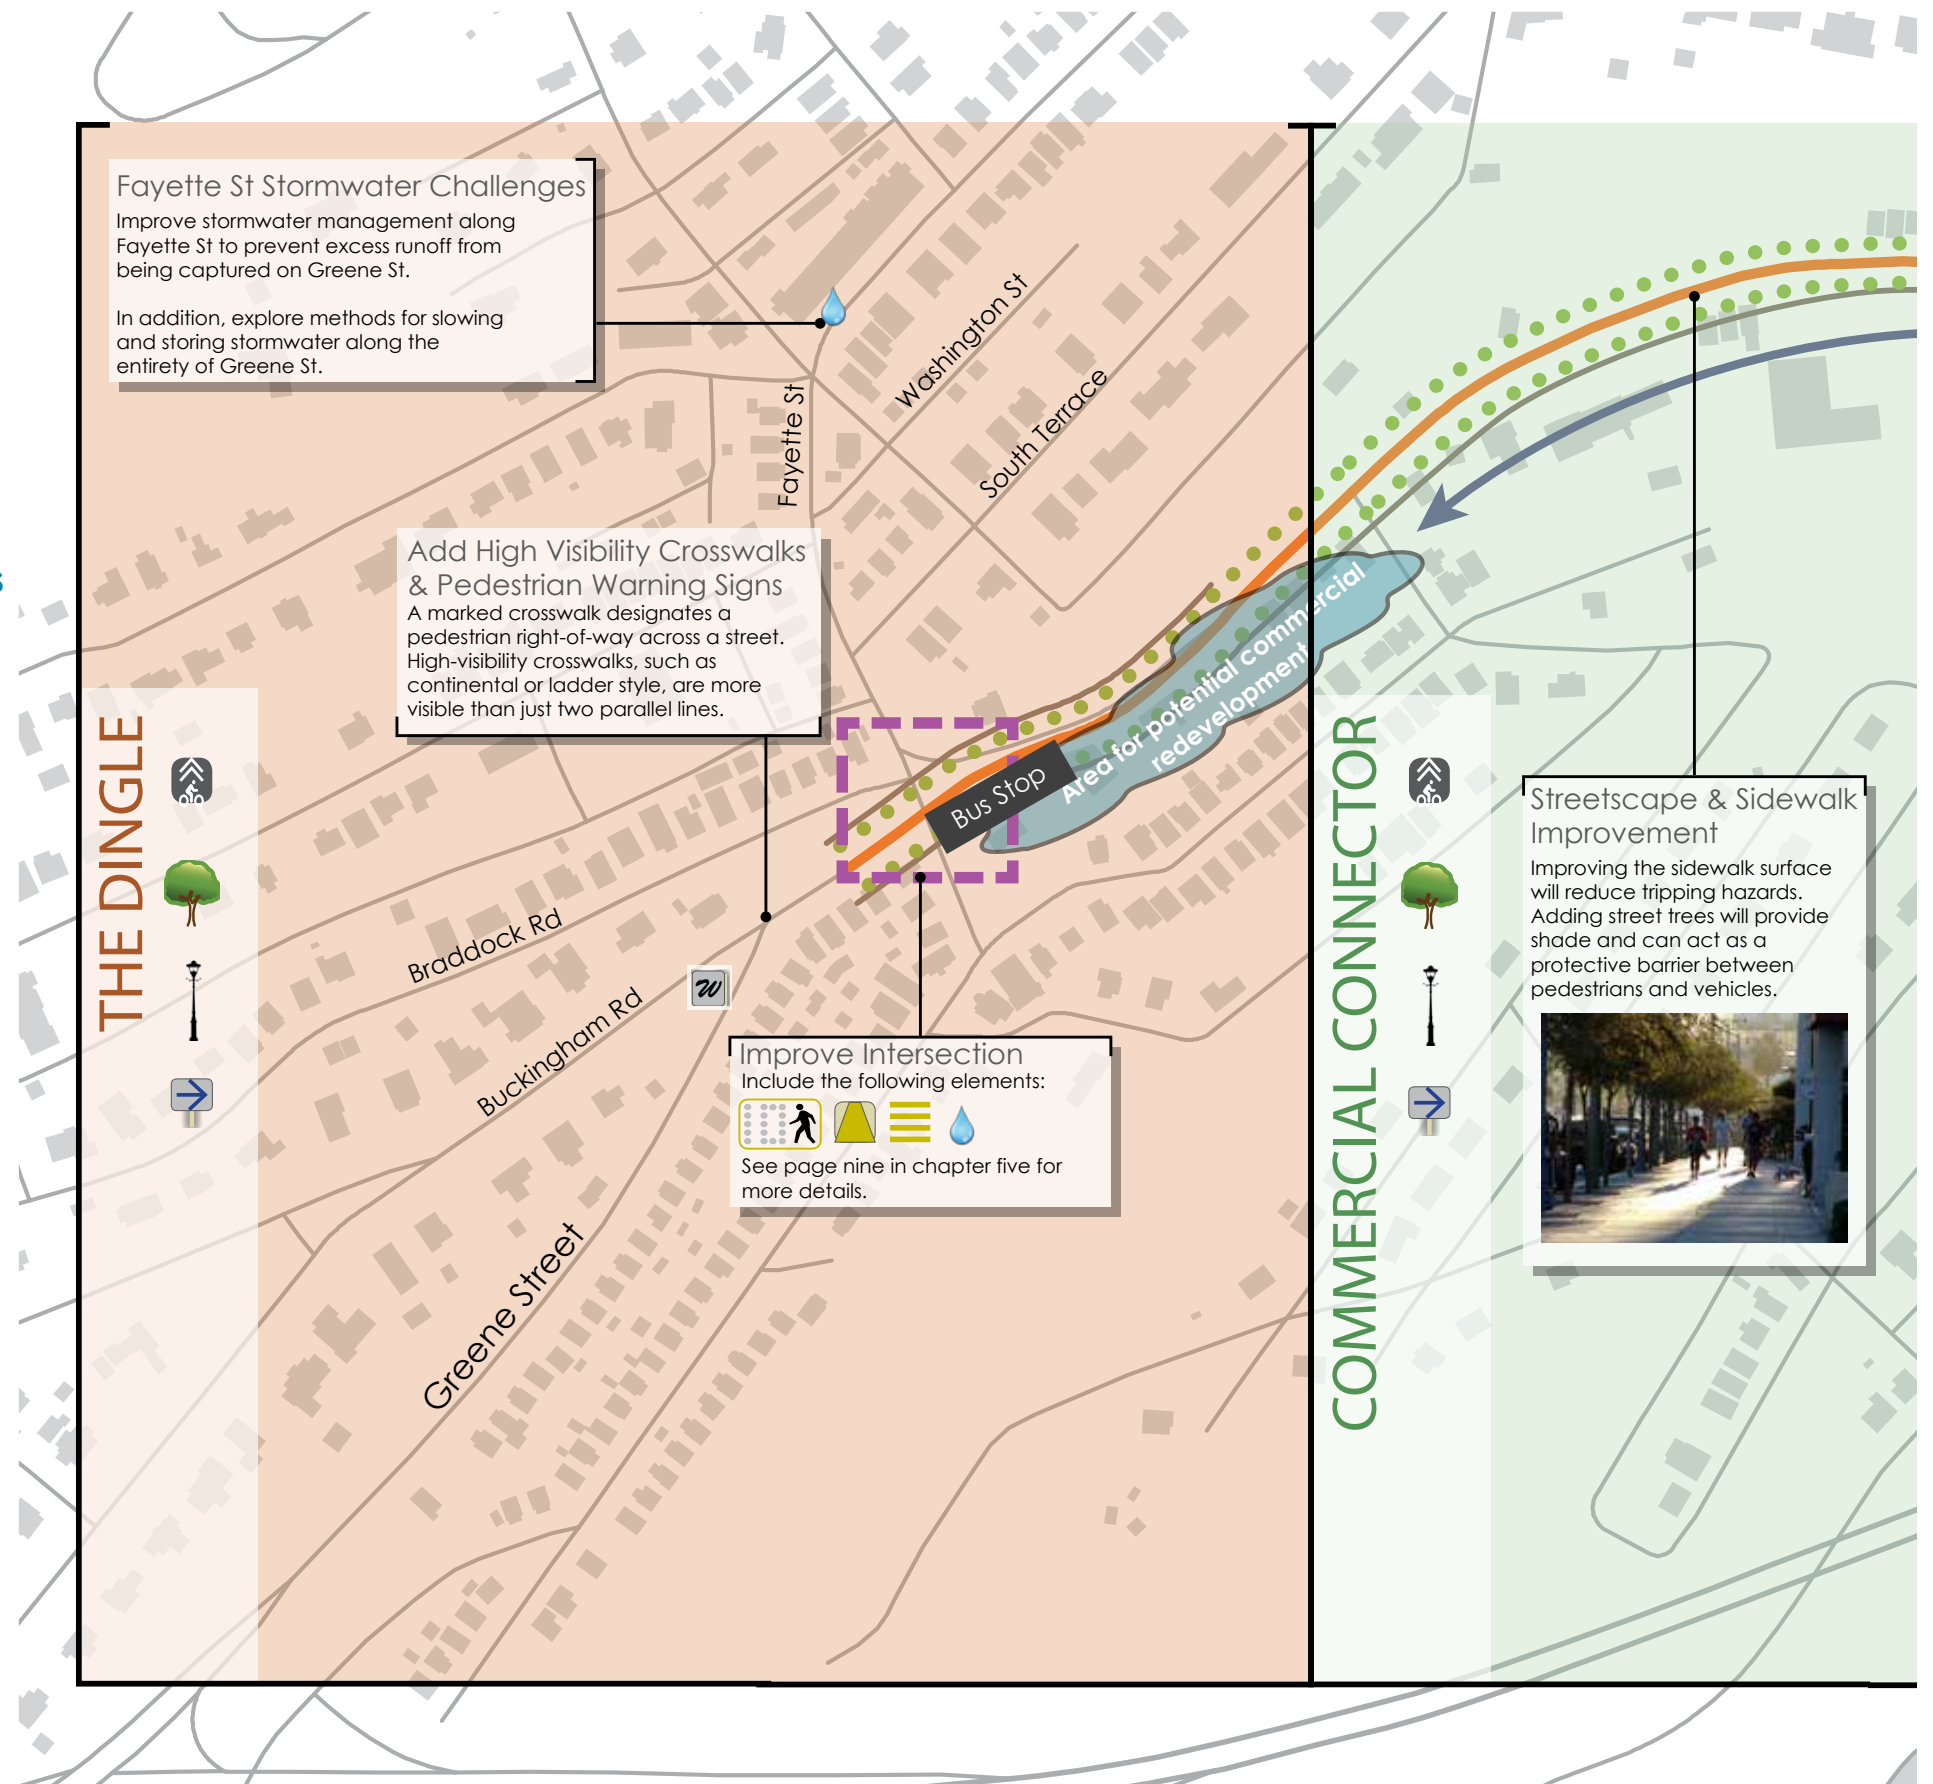 Fayette St Stormwater Challenges
Improve stormwater management along
Fayette St to prevent excess runoff from
being captured on Greene St.
In addition, explore methods for slowing
and storing stormwater along the
entirety of Greene St.
Washington St
South Terrace
Fayette St
Add High Visibility Crosswalks
& Pedestrian Warning Signs
A marked crosswalk designates a
pedestrian right-of-way across a street.
High-visibility crosswalks, such as
continental or ladder style, are more
visible than just two parallel lines.
Area for potential commercial
redevelopment
Bus Stop
THE DINGLE
Braddock Rd
Buckingham Rd
W
Greene Street
Improve Intersection
Include the following elements:
See page nine in chapter five for
more details.
COMMERCIAL CONNECTOR
Streetscape & Sidewalk
Improvement
Improving the sidewalk surface
will reduce tripping hazards.
Adding street trees will provide
shade and can act as a
protective barrier between
pedestrians and vehicles.